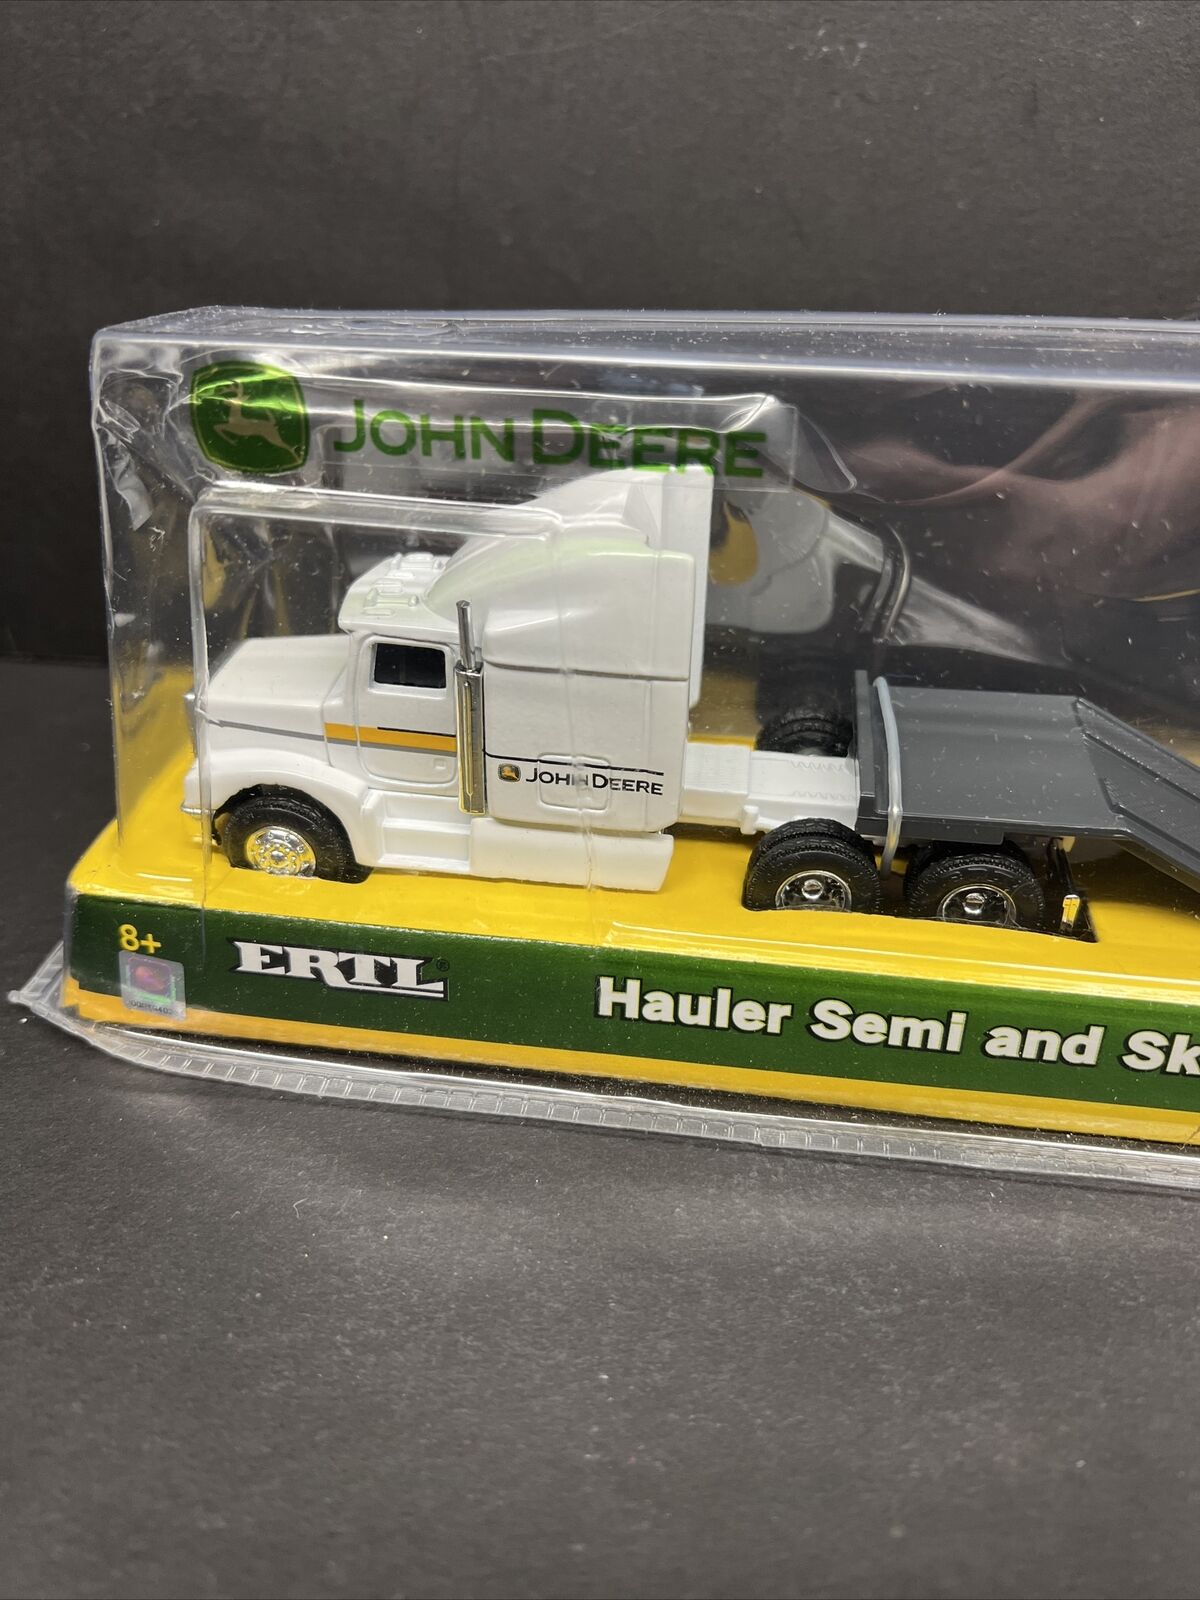 JOHN DEERE
JOHN DEERE
8+
ERTL®
Hauler Semi and Sk